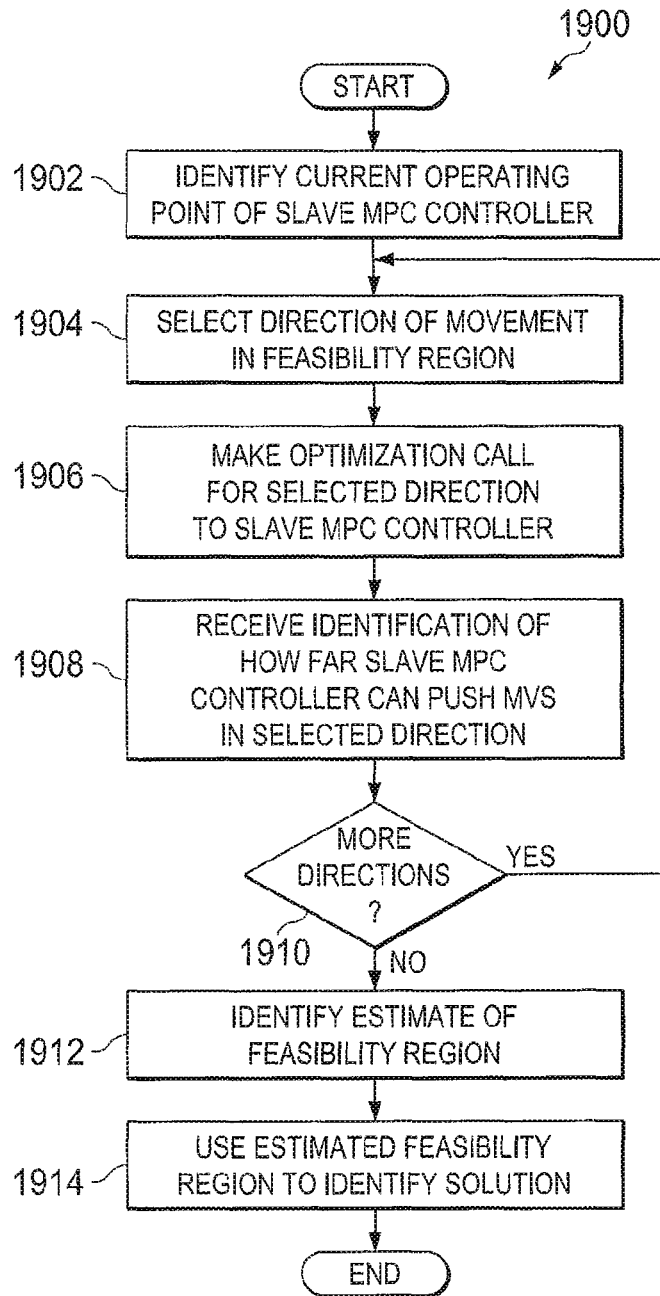 1900
START
1902
IDENTIFY CURRENT OPERATING
POINT OF SLAVE MPC CONTROLLER
1904
SELECT DIRECTION OF MOVEMENT
IN FEASIBILITY REGION
1906
MAKE OPTIMIZATION CALL
FOR SELECTED DIRECTION
TO SLAVE MPC CONTROLLER
1908
RECEIVE IDENTIFICATION OF
HOW FAR SLAVE MPC
CONTROLLER CAN PUSH MVS
IN SELECTED DIRECTION
MORE
DIRECTIONS
?
YES
1910
NO
1912
IDENTIFY ESTIMATE OF
FEASIBILITY REGION
1914
USE ESTIMATED FEASIBILITY
REGION TO IDENTIFY SOLUTION
END